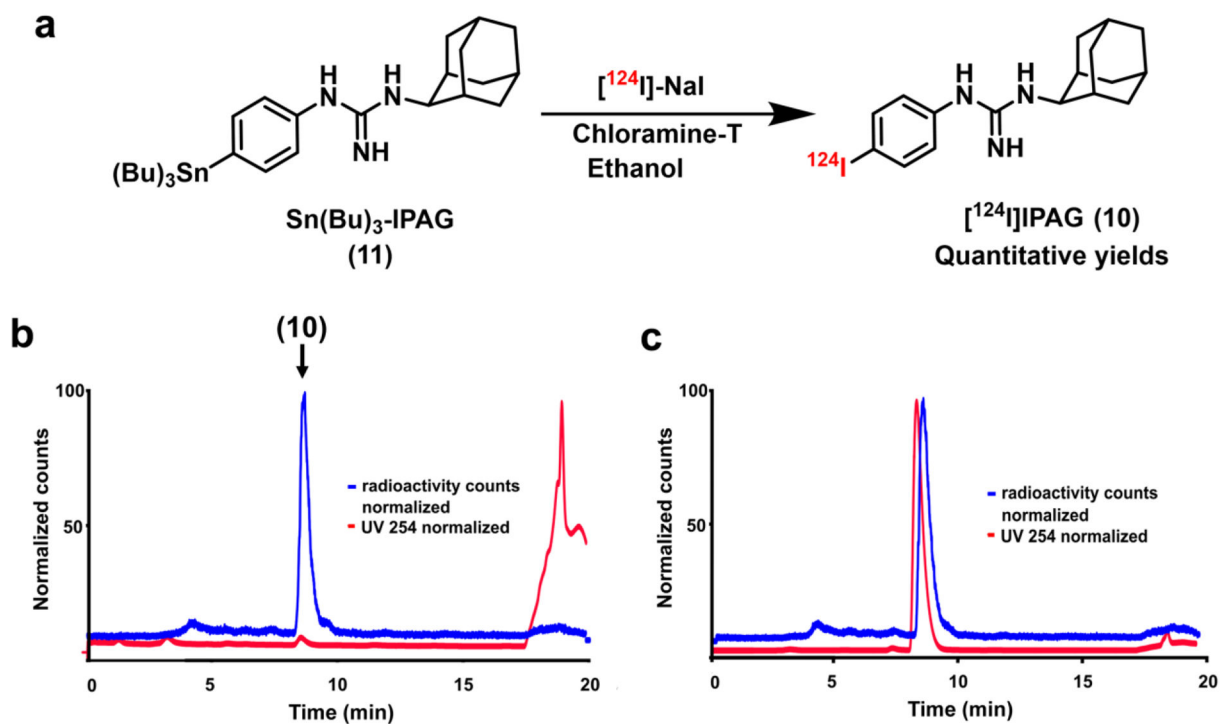 a
H
N
H
N
NH
(Bu)₃Sn
Sn(Bu)₃-IPAG
(11)
[¹²⁴I]-NaI
Chloramine-T
Ethanol
H
N
H
N
NH
¹²⁴I
[¹²⁴I]IPAG (10)
Quantitative yields
b
(10)
100
50
Normalized counts
radioactivity counts
normalized
UV 254 normalized
0
5
10
15
20
Time (min)
c
100
50
Normalized counts
radioactivity counts
normalized
UV 254 normalized
0
5
10
15
20
Time (min)